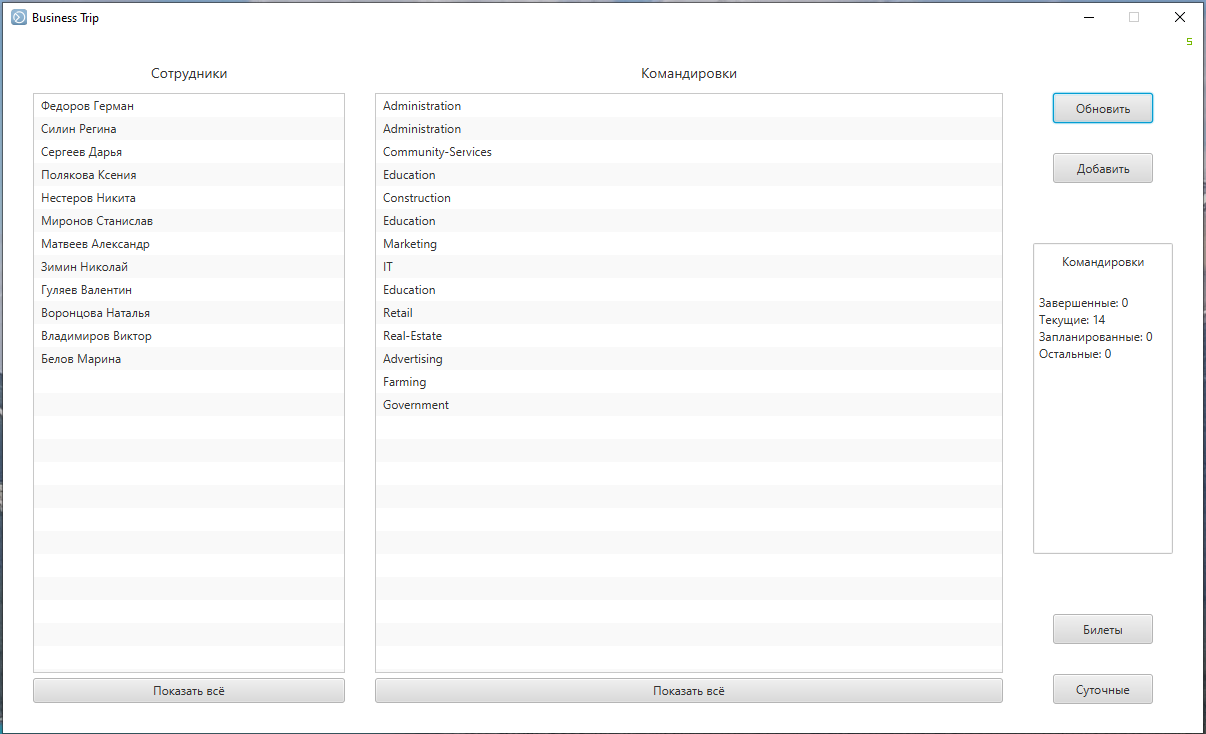 Business Trip
5
Сотрудники
Командировки
Федоров Герман
Силин Регина
Сергеев Дарья
Полякова Ксения
Нестеров Никита
Миронов Станислав
Матвеев Александр
Зимин Николай
Гуляев Валентин
Воронцова Наталья
Владимиров Виктор
Белов Марина
Показать всё
Administration
Administration
Community-Services
Education
Construction
Education
Marketing
IT
Education
Retail
Real-Estate
Advertising
Farming
Government
Показать всё
Обновить
Добавить
Командировки
Завершенные: 0
Текущие: 14
Запланированные: 0
Остальные: 0
Билеты
Суточные